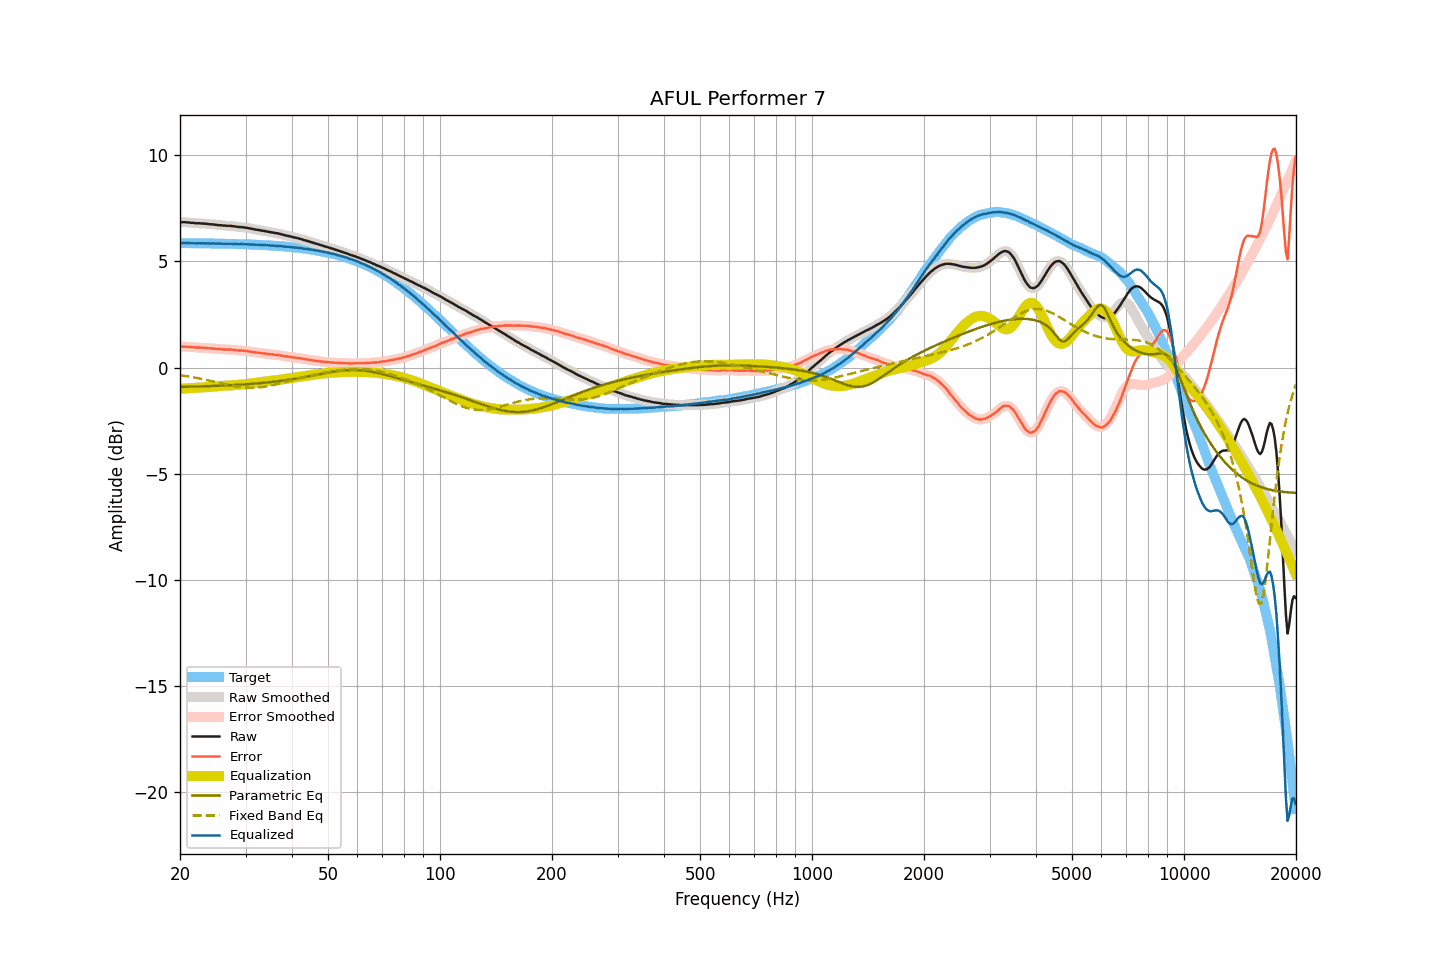 AFUL Performer 7
Amplitude (dBr)
10
5
0
−5
−10
−15
−20
Target
Raw Smoothed
Error Smoothed
Raw
Error
Equalization
Parametric Eq
Fixed Band Eq
Equalized
20 50 100 200 500 1000 2000 5000 10000 20000
Frequency (Hz)